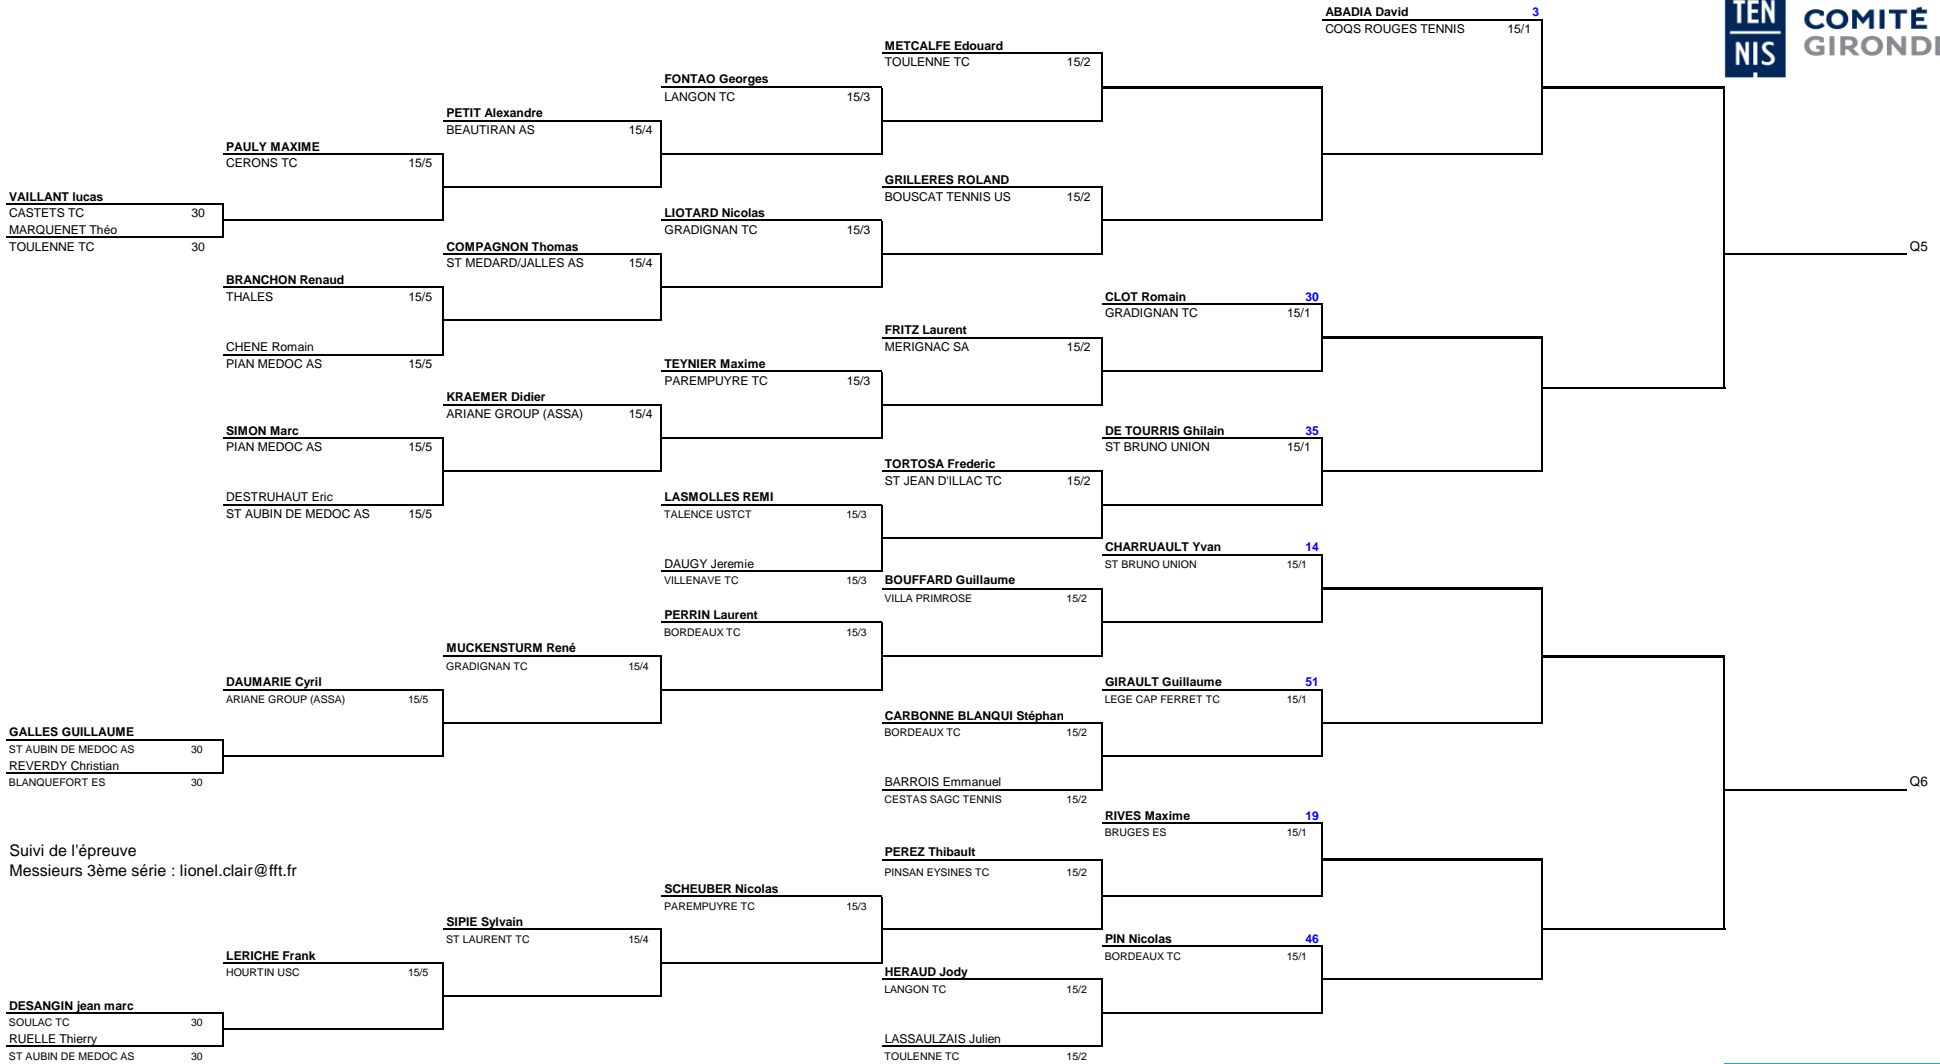 ABADIA David 3
COQS ROUGES TENNIS 15/1
TEN
NIS
COMITÉ
METCALFE Edouard
TOULENNE TC 15/2
FONTAO Georges
LANGON TC 15/3
PETIT Alexandre
BEAUTIRAN AS 15/4
PAULY MAXIME
CERONS TC 15/5
GRILLERES ROLAND
BOUSCAT TENNIS US 15/2
VAILLANT lucas
CASTETS TC 30
MARQUENET Théo
TOULENNE TC 30
LIOTARD Nicolas
GRADIGNAN TC 15/3
COMPAGNON Thomas
ST MEDARD/JALLES AS 15/4
Q5
BRANCHON Renaud
THALES 15/5
CLOT Romain 30
GRADIGNAN TC 15/1
FRITZ Laurent
MERIGNAC SA 15/2
CHENE Romain
PIAN MEDOC AS 15/5
TEYNIER Maxime
PAREMPUYRE TC 15/3
KRAEMER Didier
ARIANE GROUP (ASSA) 15/4
SIMON Marc
PIAN MEDOC AS 15/5
DE TOURRIS Ghilain 35
ST BRUNO UNION 15/1
TORTOSA Frederic
ST JEAN D'ILLAC TC 15/2
DESTRUHAUT Eric
ST AUBIN DE MEDOC AS 15/5
LASMOLLES REMI
TALENCE USTCT 15/3
CHARRUAULT Yvan 14
ST BRUNO UNION 15/1
DAUGY Jeremie
VILLENAVE TC 15/3
BOUFFARD Guillaume
VILLA PRIMROSE 15/2
PERRIN Laurent
BORDEAUX TC 15/3
MUCKENSTURM René
GRADIGNAN TC 15/4
DAUMARIE Cyril
ARIANE GROUP (ASSA) 15/5
GIRAULT Guillaume 51
LEGE CAP FERRET TC 15/1
CARBONNE BLANQUI Stéphan
BORDEAUX TC 15/2
GALLES GUILLAUME
ST AUBIN DE MEDOC AS 30
REVERDY Christian
BLANQUEFORT ES 30
BARROIS Emmanuel
CESTAS SAGC TENNIS 15/2
Q6
RIVES Maxime 19
BRUGES ES 15/1
Suivi de l'épreuve
Messieurs 3ème série : lionel.clair@fft.fr
PEREZ Thibault
PINSAN EYSINES TC 15/2
SCHEUBER Nicolas
PAREMPUYRE TC 15/3
SIPIE Sylvain
ST LAURENT TC 15/4
PIN Nicolas 46
BORDEAUX TC 15/1
LERICHE Frank
HOURTIN USC 15/5
HERAUD Jody
LANGON TC 15/2
DESANGIN jean marc
SOULAC TC 30
RUELLE Thierry
ST AUBIN DE MEDOC AS 30
LASSAULZAIS Julien
TOULENNE TC 15/2